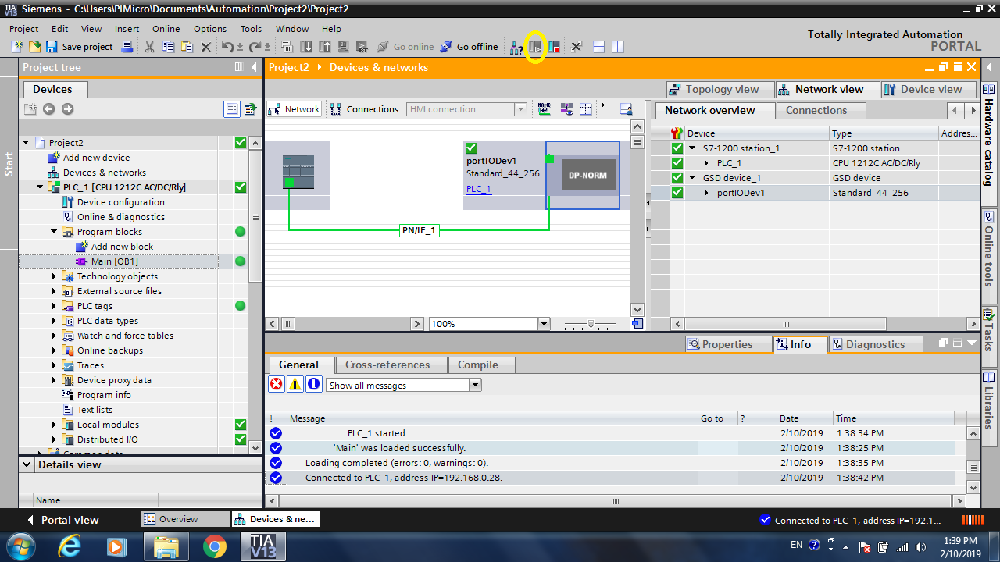 TIA V13 Siemens - C:\Users\PIMicro\Documents\Automation\Project2\Project2
Project Edit View Insert Online Options Tools Window Help
Totally Integrated Automation
PORTAL
Save project Go online Go offline
Project tree
Project2 Devices & networks
Devices
Topology view Network view Device view
Network Connections HMI connection
Network overview Connections
Start
Project2
Add new device
Devices & networks
PLC_1 [CPU 1212C AC/DC/Rly]
Device configuration
Online & diagnostics
Program blocks
Add new block
Main [OB1]
Technology objects
External source files
PLC tags
PLC data types
Watch and force tables
Online backups
Traces
Device proxy data
Program info
Text lists
Local modules
Distributed I/O
Common data
Details view
Name
portIODev1
Standard_44_256
PLC_1
DP-NORM
PN/IE_1
100%
Device Type Addres...
S7-1200 station_1 S7-1200 station
PLC_1 CPU 1212C AC/DC/Rly
GSD device_1 GSD device
portIODev1 Standard_44_256
Hardware catalog
Online tools
Tasks
Libraries
Properties Info Diagnostics
General Cross-references Compile
Show all messages
! Message Go to ? Date Time
PLC_1 started. 2/10/2019 1:38:34 PM
'Main' was loaded successfully. 2/10/2019 1:38:25 PM
Loading completed (errors: 0; warnings: 0). 2/10/2019 1:38:35 PM
Connected to PLC_1, address IP=192.168.0.28. 2/10/2019 1:38:42 PM
Portal view Overview Devices & ne... Connected to PLC_1, address IP=192.1...
TIA V13
EN
1:39 PM
2/10/2019